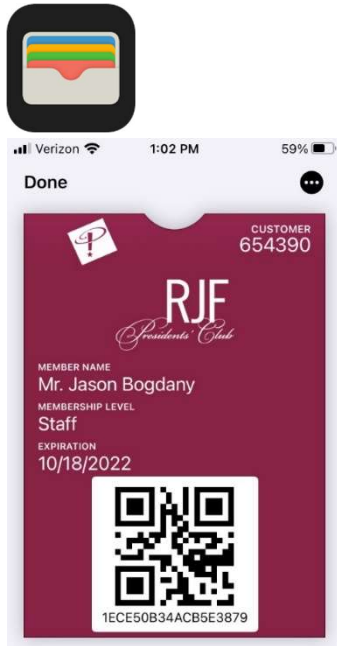 Verizon
1:02 PM
59%
Done
CUSTOMER
654390
RJF
Presidents' Club
MEMBER NAME
Mr. Jason Bogdany
MEMBERSHIP LEVEL
Staff
EXPIRATION
10/18/2022
1ECE50B34ACB5E3879